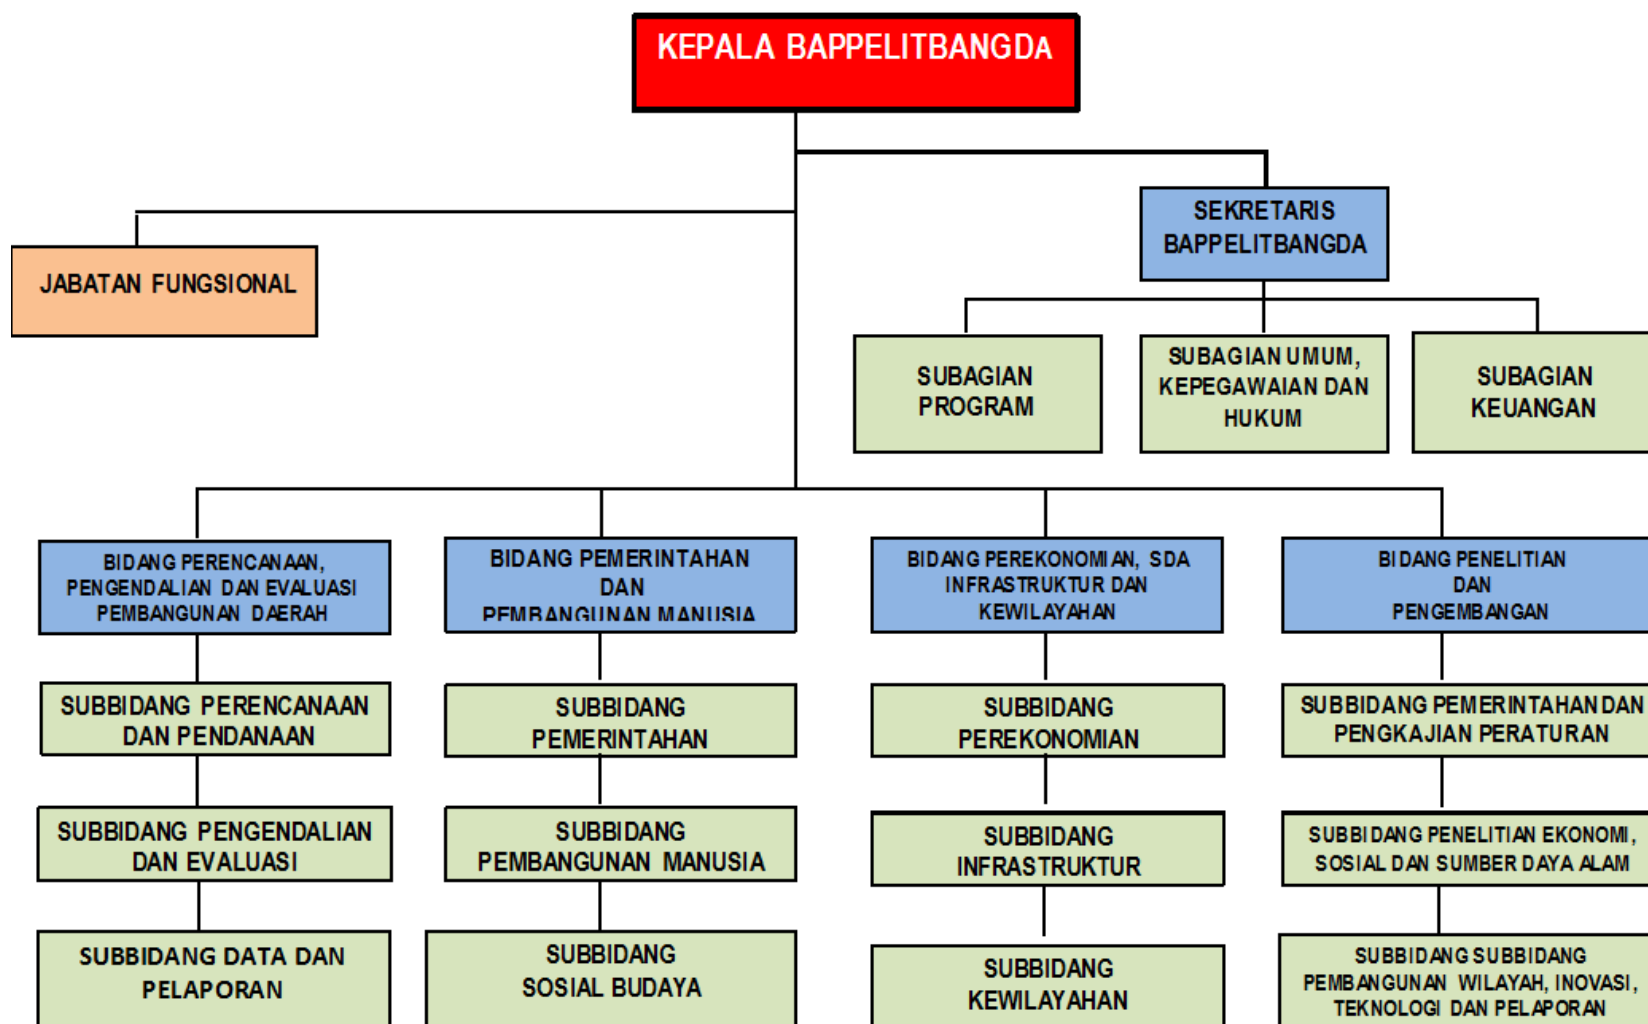 KEPALA BAPPELITBANGDA
SEKRETARIS
BAPPELITBANGDA
JABATAN FUNGSIONAL
SUBAGIAN
PROGRAM
SUBAGIAN UMUM,
KEPEGAWAIAN DAN
HUKUM
SUBAGIAN
KEUANGAN
BIDANG PERENCANAAN,
PENGENDALIAN DAN EVALUASI
PEMBANGUNAN DAERAH
BIDANG PEMERINTAHAN
DAN
PEMBANGUNAN MANUSIA
BIDANG PEREKONOMIAN, SDA
INFRASTRUKTUR DAN
KEWILAYAHAN
BIDANG PENELITIAN
DAN
PENGEMBANGAN
SUBBIDANG PERENCANAAN
DAN PENDANAAN
SUBBIDANG
PEMERINTAHAN
SUBBIDANG
PEREKONOMIAN
SUBBIDANG PEMERINTAHAN DAN
PENGKAJIAN PERATURAN
SUBBIDANG PENGENDALIAN
DAN EVALUASI
SUBBIDANG
PEMBANGUNAN MANUSIA
SUBBIDANG
INFRASTRUKTUR
SUBBIDANG PENELITIAN EKONOMI,
SOSIAL DAN SUMBER DAYA ALAM
SUBBIDANG DATA DAN
PELAPORAN
SUBBIDANG
SOSIAL BUDAYA
SUBBIDANG
KEWILAYAHAN
SUBBIDANG SUBBIDANG
PEMBANGUNAN WILAYAH, INOVASI,
TEKNOLOGI DAN PELAPORAN